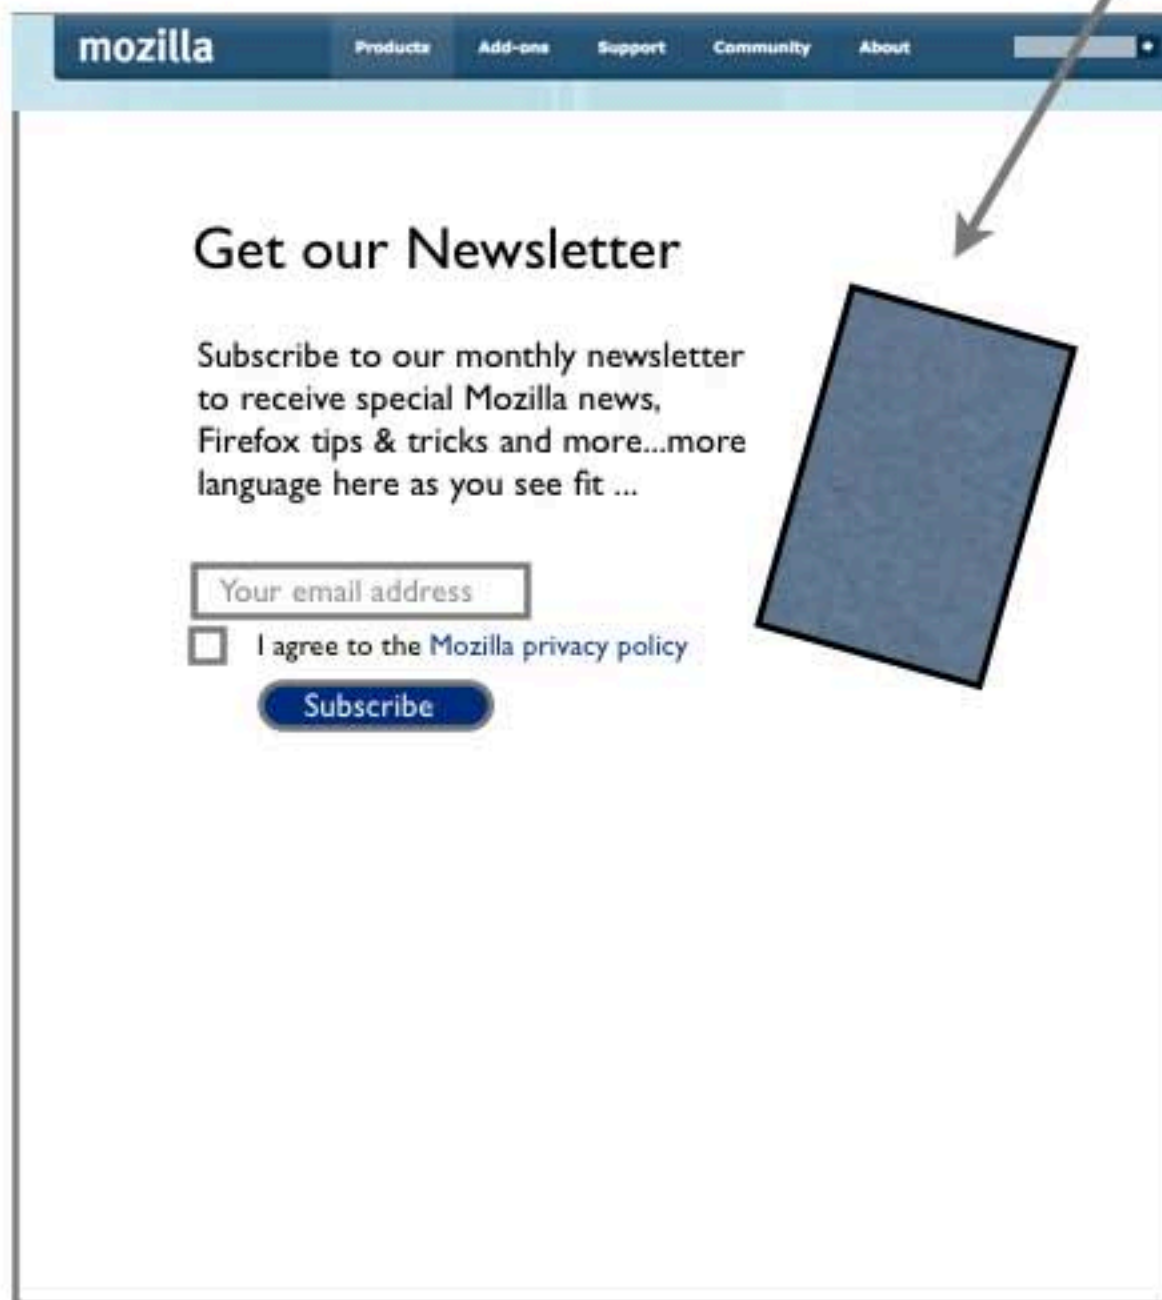 mozilla
Products Add-ons Support Community About
Get our Newsletter
Subscribe to our monthly newsletter
to receive special Mozilla news,
Firefox tips & tricks and more...more
language here as you see fit ...
Your email address
I agree to the Mozilla privacy policy
Subscribe